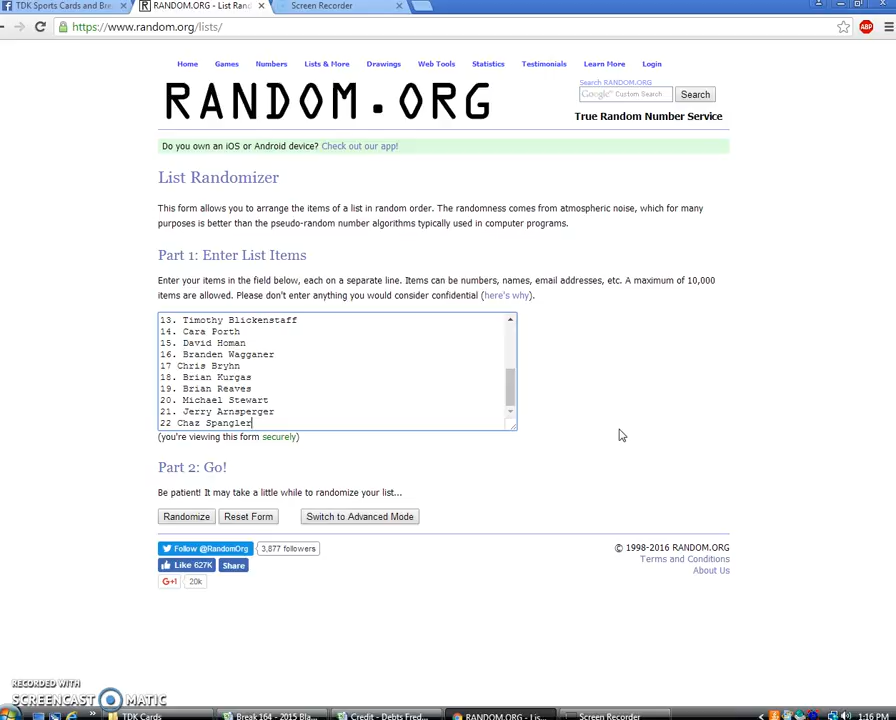 TDK Sports Cards and Bre
RANDOM.ORG - List Rand
Screen Recorder
https://www.random.org/lists/
ABP
Home Games Numbers Lists & More Drawings Web Tools Statistics Testimonials Learn More Login
RANDOM.ORG
Search RANDOM.ORG
Google™ Custom Search
Search
True Random Number Service
Do you own an iOS or Android device? Check out our app!
List Randomizer
This form allows you to arrange the items of a list in random order. The randomness comes from atmospheric noise, which for many
purposes is better than the pseudo-random number algorithms typically used in computer programs.
Part 1: Enter List Items
Enter your items in the field below, each on a separate line. Items can be numbers, names, email addresses, etc. A maximum of 10,000
items are allowed. Please don't enter anything you would consider confidential (here's why).
13. Timothy Blickenstaff
14. Cara Porth
15. David Homan
16. Branden Wagganer
17 Chris Bryhn
18. Brian Kurgas
19. Brian Reaves
20. Michael Stewart
21. Jerry Arnsperger
22 Chaz Spangler
(you're viewing this form securely)
Part 2: Go!
Be patient! It may take a little while to randomize your list...
Randomize Reset Form Switch to Advanced Mode
Follow @RandomOrg 3,877 followers
Like 627K Share
G+1 20k
© 1998-2016 RANDOM.ORG
Terms and Conditions
About Us
RECORDED WITH
SCREENCAST MATIC
TDK Cards
Break 164 - 2015 Bla...
Credit - Debts Fred...
RANDOM.ORG - Lis...
Screen Recorder
1:16 PM